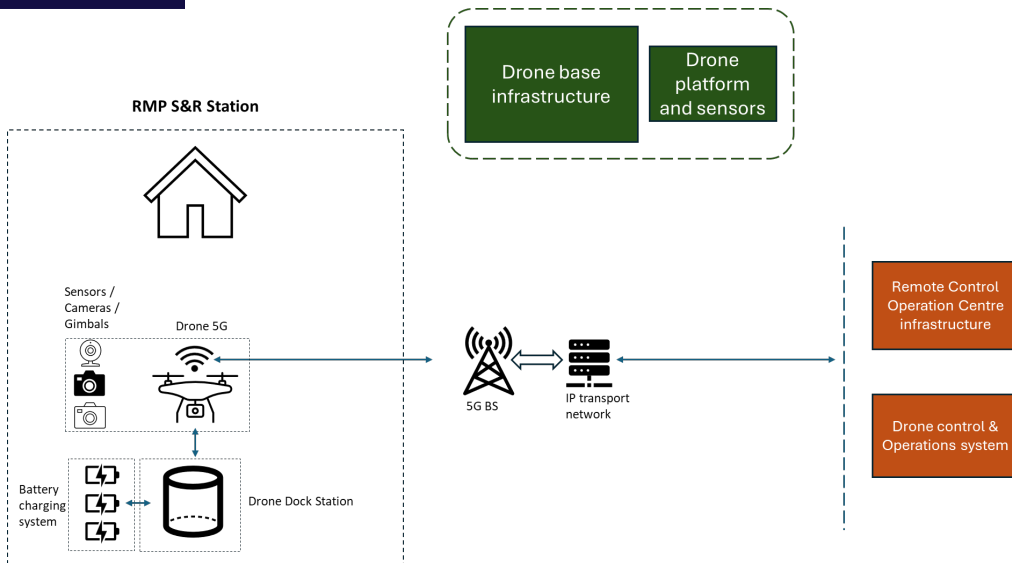 Drone base
infrastructure
Drone
platform
and sensors
RMP S&R Station
Sensors /
Cameras /
Gimbals
Drone 5G
5G BS
IP transport
network
Remote Control
Operation Centre
infrastructure
Drone control &
Operations system
Battery
charging
system
Drone Dock Station